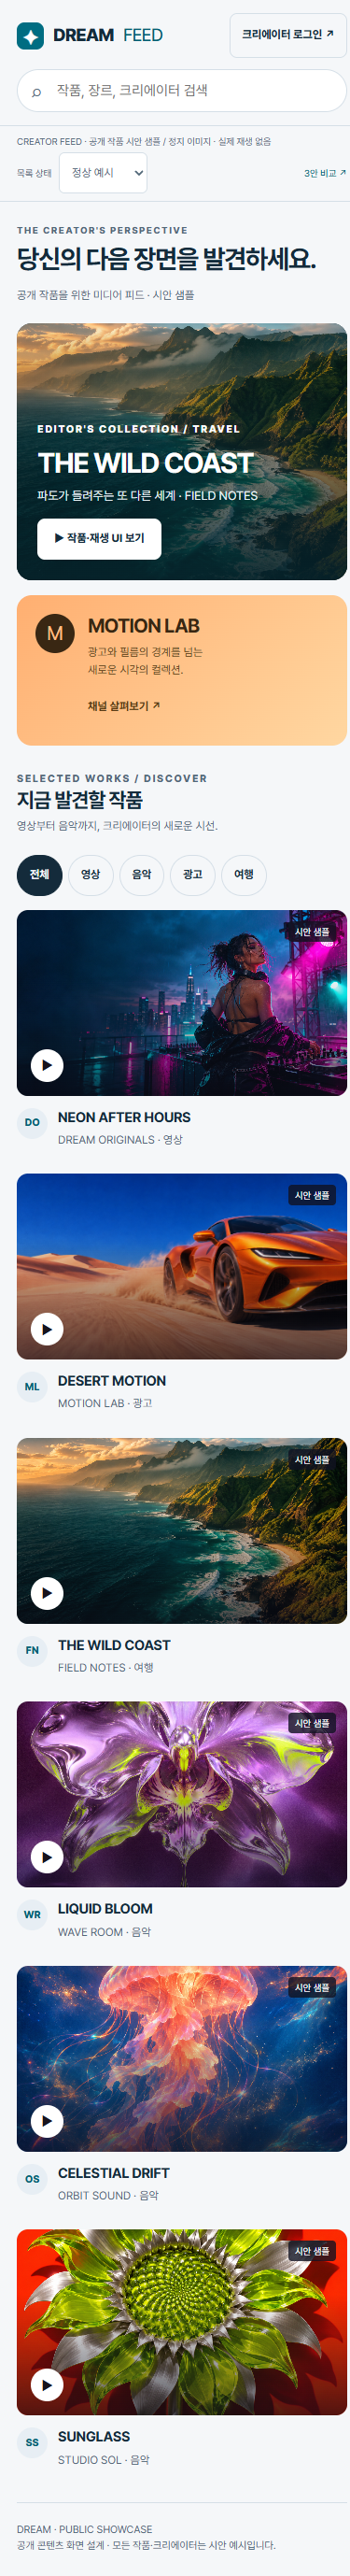 DREAM FEED
크리에이터 로그인 ↗
작품, 장르, 크리에이터 검색
CREATOR FEED · 공개 작품 시안 샘플 / 정지 이미지 · 실제 재생 없음
목록 상태 정상 예시 3안 비교 ↗
THE CREATOR'S PERSPECTIVE
당신의 다음 장면을 발견하세요.
공개 작품을 위한 미디어 피드 · 시안 샘플
EDITOR'S COLLECTION / TRAVEL
THE WILD COAST
파도가 들려주는 또 다른 세계 · FIELD NOTES
▶ 작품·재생 UI 보기
M
MOTION LAB
광고와 필름의 경계를 넘는
새로운 시각의 컬렉션.
채널 살펴보기 ↗
SELECTED WORKS / DISCOVER
지금 발견할 작품
영상부터 음악까지, 크리에이터의 새로운 시선.
전체 영상 음악 광고 여행
시안 샘플
DO
NEON AFTER HOURS
DREAM ORIGINALS · 영상
시안 샘플
ML
DESERT MOTION
MOTION LAB · 광고
시안 샘플
FN
THE WILD COAST
FIELD NOTES · 여행
시안 샘플
WR
LIQUID BLOOM
WAVE ROOM · 음악
시안 샘플
OS
CELESTIAL DRIFT
ORBIT SOUND · 음악
시안 샘플
SS
SUNGLASS
STUDIO SOL · 음악
DREAM · PUBLIC SHOWCASE
공개 콘텐츠 화면 설계 · 모든 작품·크리에이터는 시안 예시입니다.